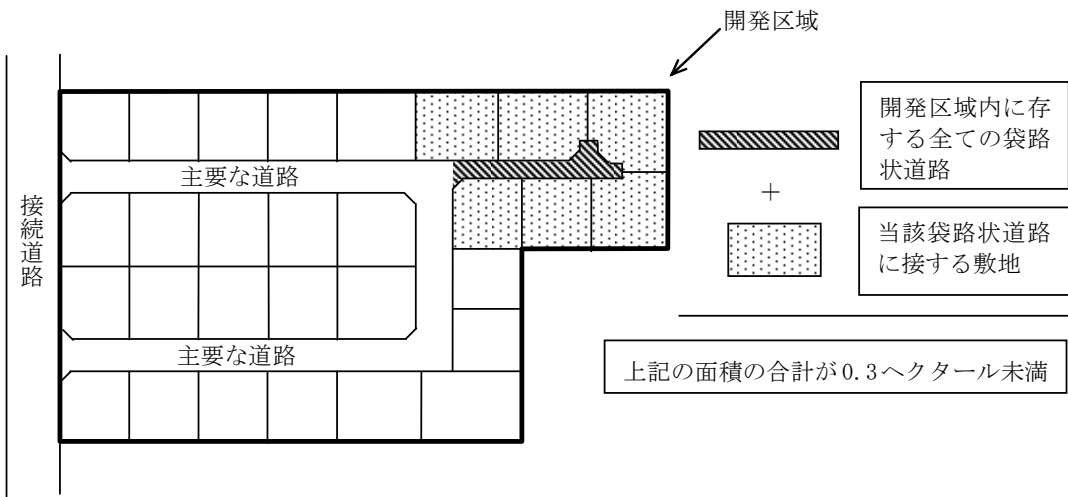 開発区域
開発区域内に存
する全ての袋路
状道路
主要な道路
接続道路
+
当該袋路状道路
に接する敷地
主要な道路
上記の面積の合計が0.3ヘクタール未満